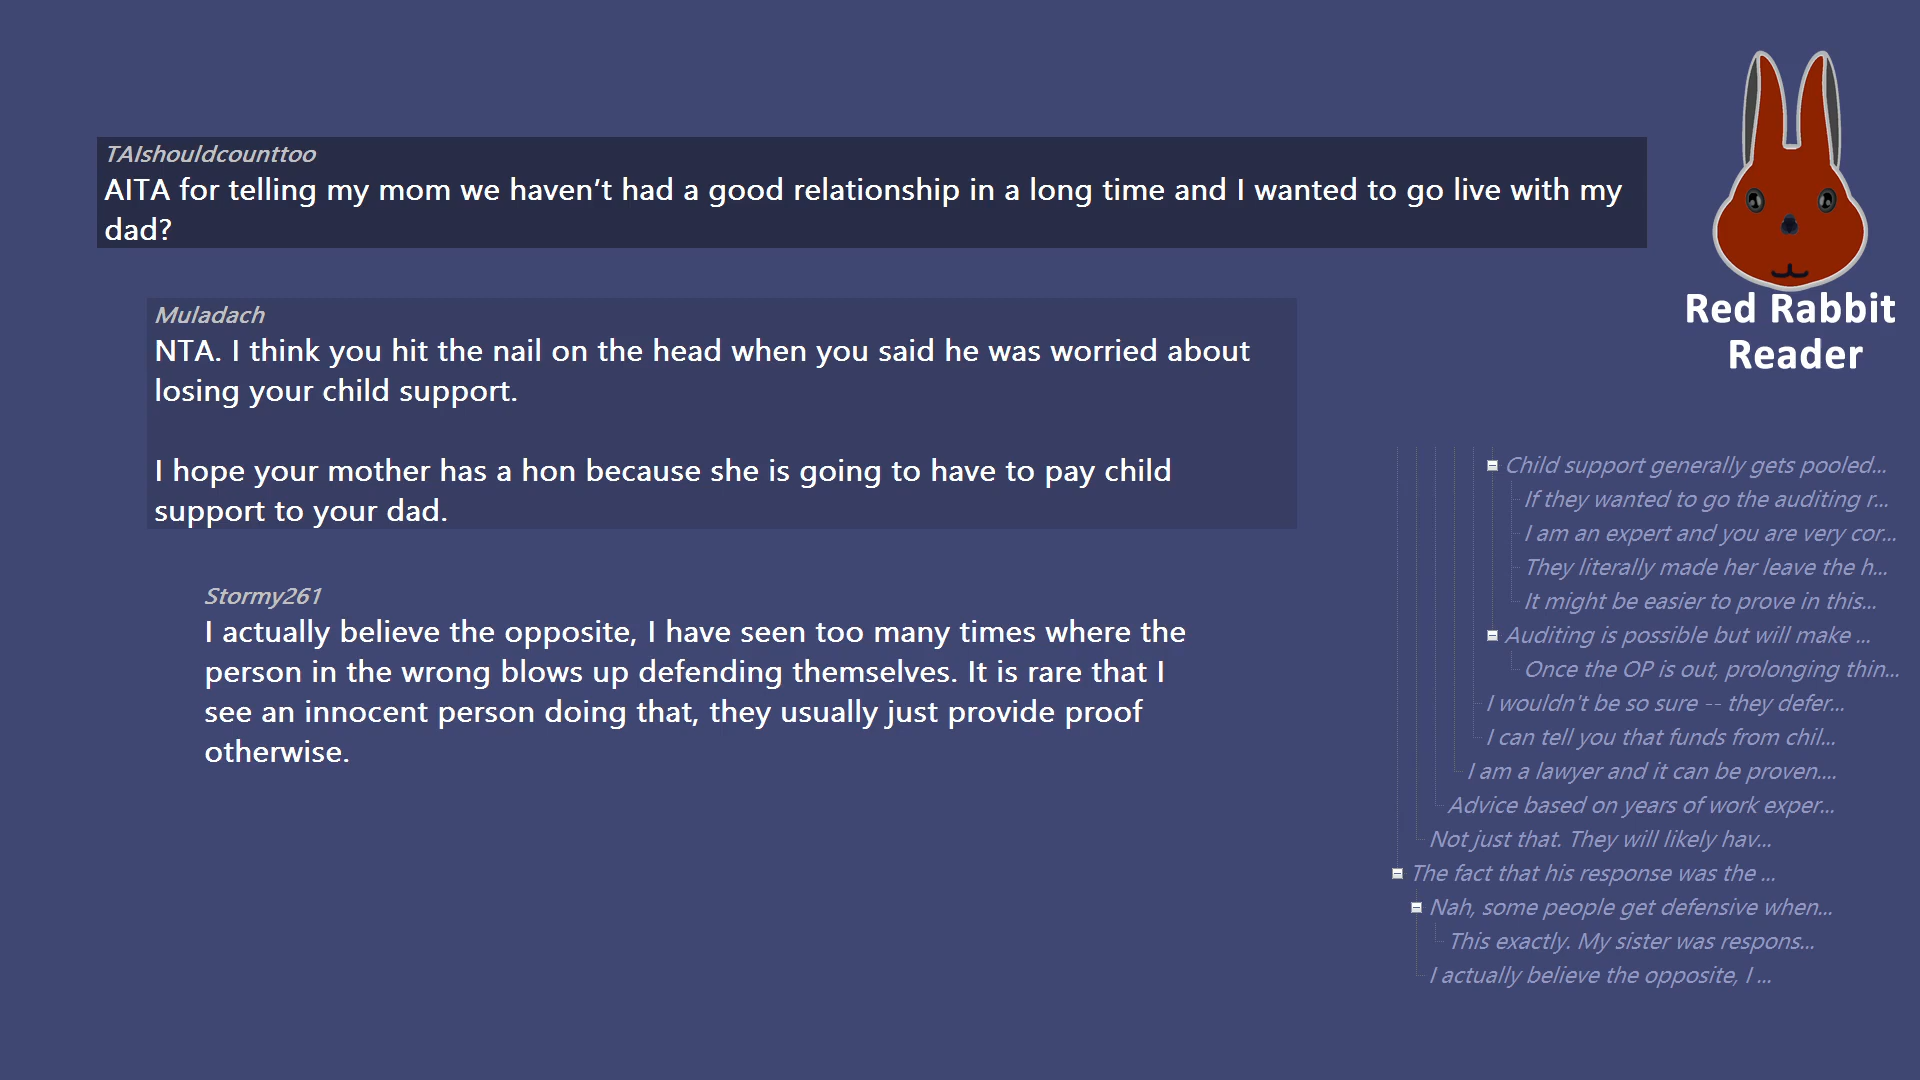 TAIshouldcounttoo
AITA for telling my mom we haven’t had a good relationship in a long time and I wanted to go live with my
dad?
Muladach
NTA. I think you hit the nail on the head when you said he was worried about
losing your child support.
I hope your mother has a hon because she is going to have to pay child
support to your dad.
Stormy261
I actually believe the opposite, I have seen too many times where the
person in the wrong blows up defending themselves. It is rare that I
see an innocent person doing that, they usually just provide proof
otherwise.
Red Rabbit
Reader
Child support generally gets pooled...
If they wanted to go the auditing r...
I am an expert and you are very cor...
They literally made her leave the h...
It might be easier to prove in this...
Auditing is possible but will make ...
Once the OP is out, prolonging thin...
I wouldn't be so sure -- they defer...
I can tell you that funds from chil...
I am a lawyer and it can be proven....
Advice based on years of work exper...
Not just that. They will likely hav...
The fact that his response was the ...
Nah, some people get defensive when...
This exactly. My sister was respons...
I actually believe the opposite, I ...